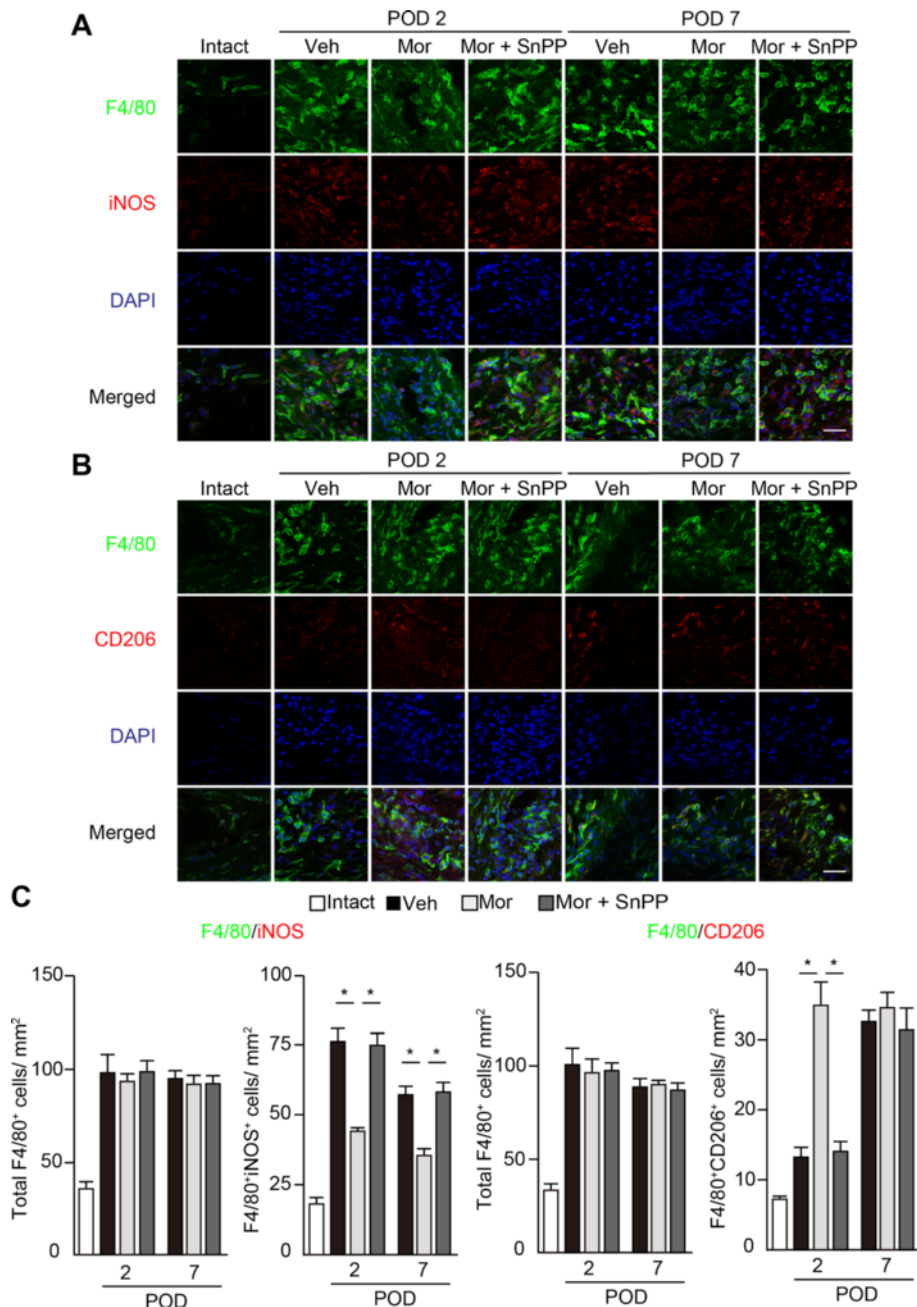 A
POD 2 POD 7
Intact Veh Mor Mor + SnPP Veh Mor Mor + SnPP
F4/80
iNOS
DAPI
Merged
B
POD 2 POD 7
Intact Veh Mor Mor + SnPP Veh Mor Mor + SnPP
F4/80
CD206
DAPI
Merged
C
Intact Veh Mor Mor + SnPP
F4/80/iNOS F4/80/CD206
Total F4/80⁺ cells/ mm²
150
100
50
0
2 7
POD
F4/80⁺iNOS⁺ cells/ mm²
100
75
50
25
0
* * * *
2 7
POD
Total F4/80⁺ cells/ mm²
150
100
50
0
2 7
POD
F4/80⁺CD206⁺ cells/ mm²
40
30
20
10
0
* *
2 7
POD